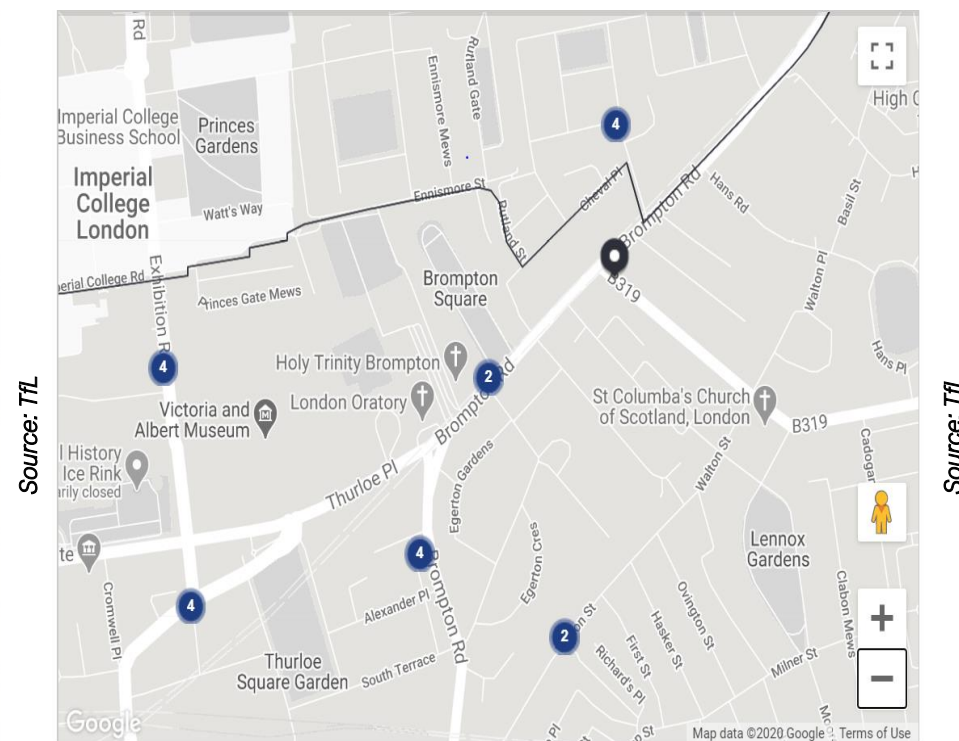 Rd
Imperial College
Business School
Princes
Gardens
Ennismore Mews
Rutland Gate
4
High
Imperial
College
London
Watt's Way
Ennismore St
Rutland St
Cheval Pl
Brompton Rd
Hans Rd
Basil St
Walton Pl
Hans Pl
Imperial College Rd
Exhibition R
Princes Gate Mews
Brompton
Square
B319
4
Holy Trinity Brompton
2
Brompton Rd
London Oratory
St Columba's Church
of Scotland, London
B319
Victoria and
Albert Museum
Source: TfL
Source: TfL
l History
Ice Rink
arily closed
Thurloe Pl
Egerton Gardens
Walton St
Cadogan
te
4
Brompton Rd
Egerton Cres
Lennox
Gardens
Cromwell Pl
4
Alexander Pl
2
on St
Ovington St
Hasker St
First St
Richard's Pl
Clabon Mews
Milner St
Thurloe
Square Garden
South Terrace
+
−
Google
Pl
p St
Mo
Map data ©2020 Google
Terms of Use